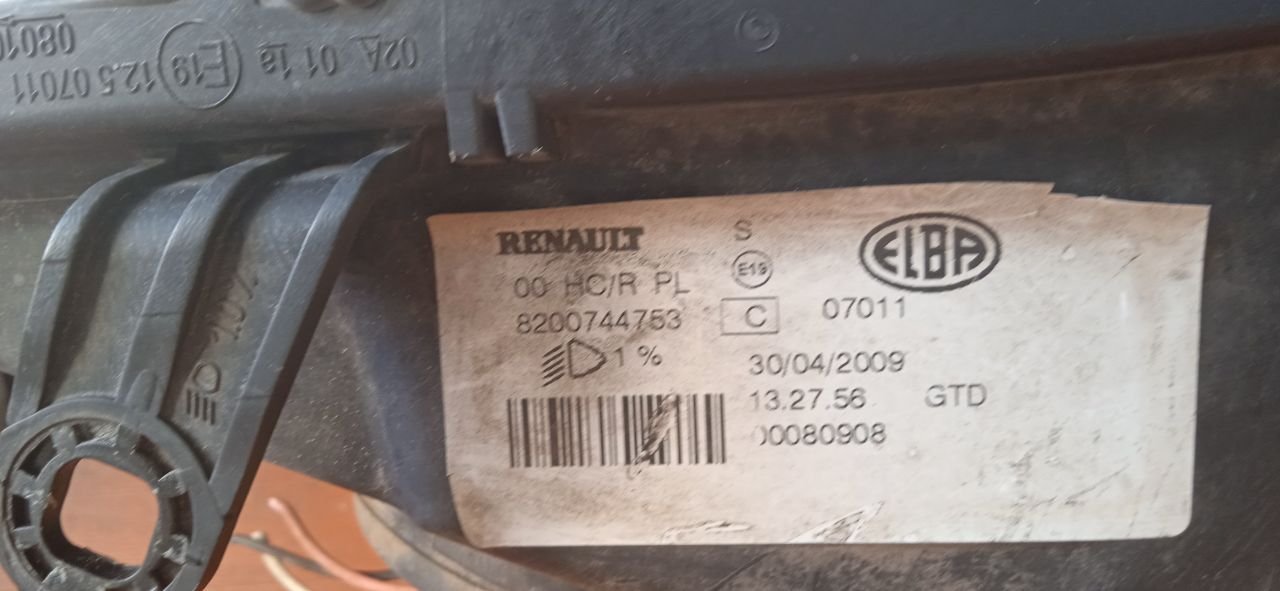 0801
02A 01 1a E19 12.5 07011
RENAULT
S
ELBA
00 HC/R PL
E19
8200744753
C
07011
1 %
30/04/2009
13.27.56
GTD
00080908